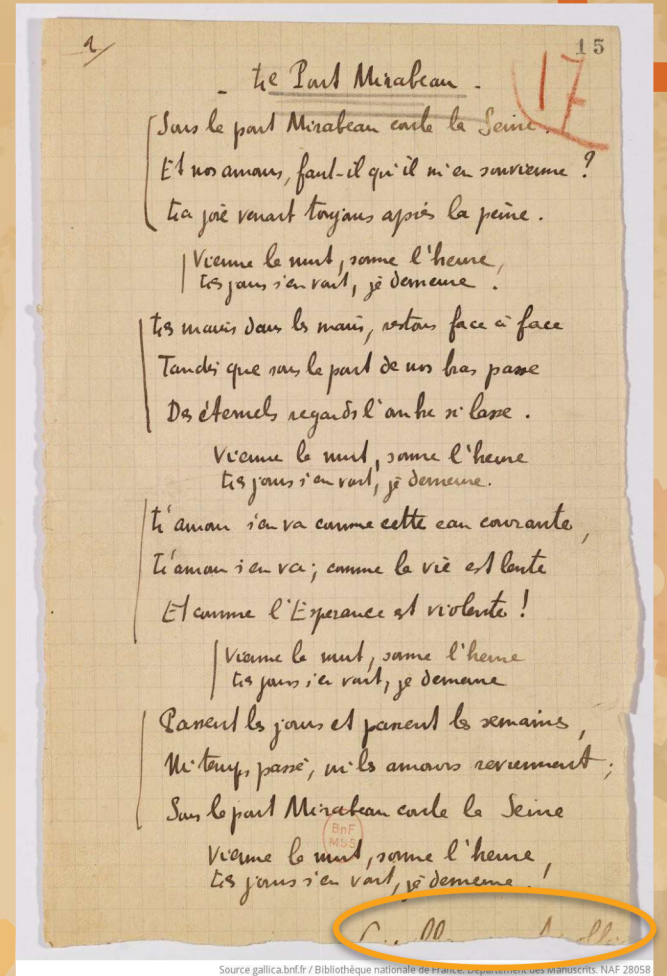 2/
15
17
Le Pont Mirabeau
Sous le pont Mirabeau coule la Seine.
Et nos amours, faut-il qu'il m'en souvienne ?
La joie venait toujours après la peine.
Vienne la nuit, sonne l'heure,
Les jours s'en vont, je demeure.
Les mains dans les mains, restons face à face
Tandis que sous le pont de nos bras passe
Des éternels regards l'onde si lasse.
Vienne la nuit, sonne l'heure
Les jours s'en vont, je demeure.
L'amour s'en va comme cette eau courante,
L'amour s'en va ; comme la vie est lente
Et comme l'Espérance est violente !
Vienne la nuit, sonne l'heure
Les jours s'en vont, je demeure
Passent les jours et passent les semaines,
Ni temps passé, ni les amours reviennent ;
Sous le pont Mirabeau coule la Seine
BnF
MSS
Vienne la nuit, sonne l'heure,
Les jours s'en vont, je demeure !
Source gallica.bnf.fr / Bibliothèque nationale de France. Département des Manuscrits. NAF 28058